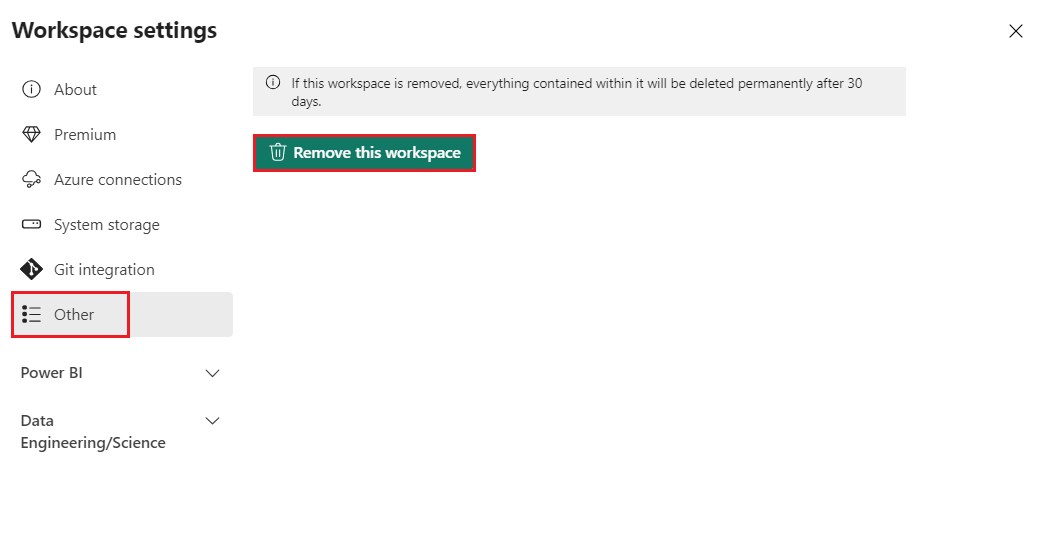 Workspace settings
About
Premium
Azure connections
System storage
Git integration
Other
Power BI
Data
Engineering/Science
If this workspace is removed, everything contained within it will be deleted permanently after 30
days.
Remove this workspace